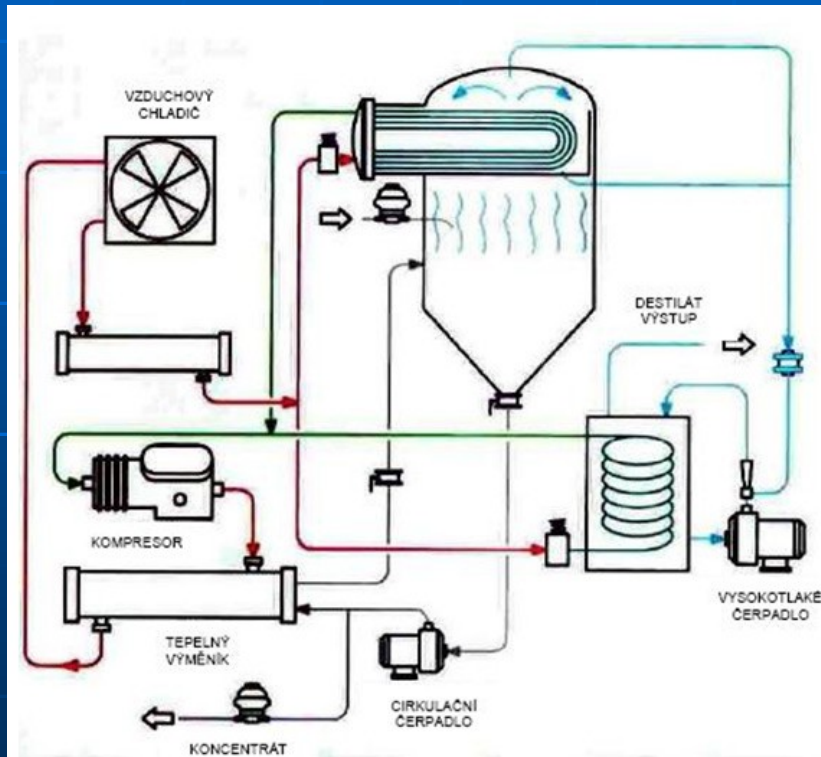 VZDUCHOVÝ
CHLADIČ
DESTILÁT
VÝSTUP
KOMPRESOR
VYSOKOTLAKÉ
ČERPADLO
TEPELNÝ
VÝMĚNÍK
CIRKULAČNÍ
ČERPADLO
KONCENTRÁT